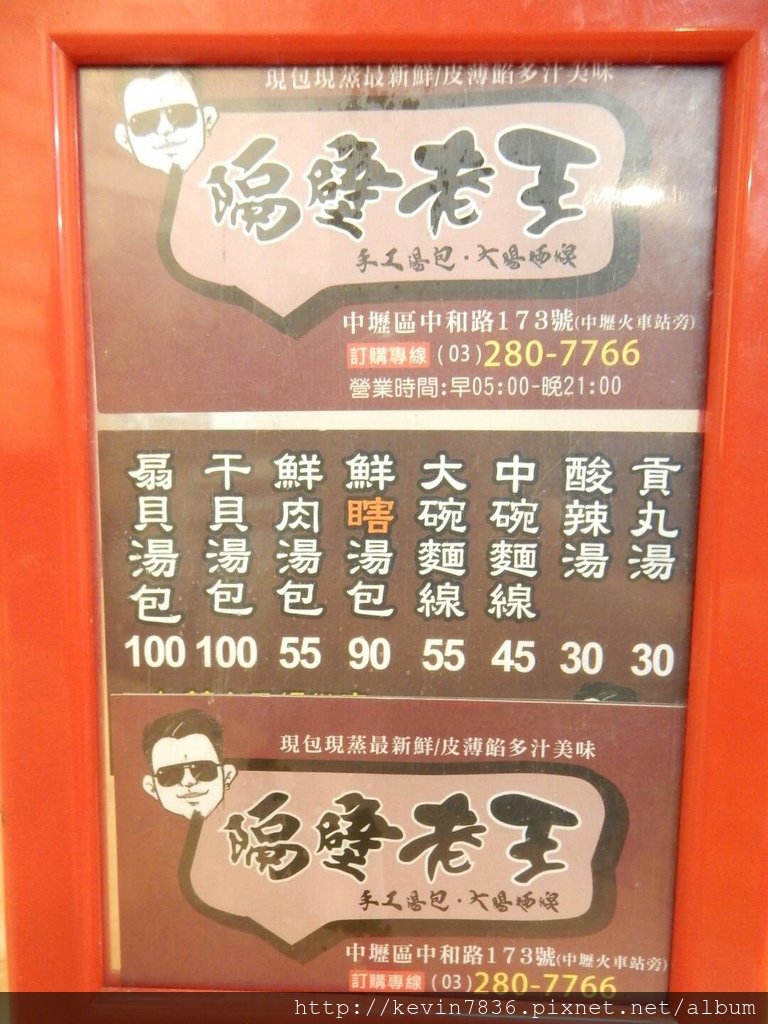 現包現蒸最新鮮/皮薄餡多汁美味
隔壁老王
手工湯包·大腸麵線
中壢區中和路173號(中壢火車站旁)
訂購專線(03)280-7766
營業時間:早05:00-晚21:00
扇貝湯包 100
干貝湯包 100
鮮肉湯包 55
鮮瞎湯包 90
大碗麵線 55
中碗麵線 45
酸辣湯 30
貢丸湯 30
現包現蒸最新鮮/皮薄餡多汁美味
隔壁老王
手工湯包·大腸麵線
中壢區中和路173號(中壢火車站旁)
訂購專線(03)280-7766
http://kevin7836.pixnet.net/album